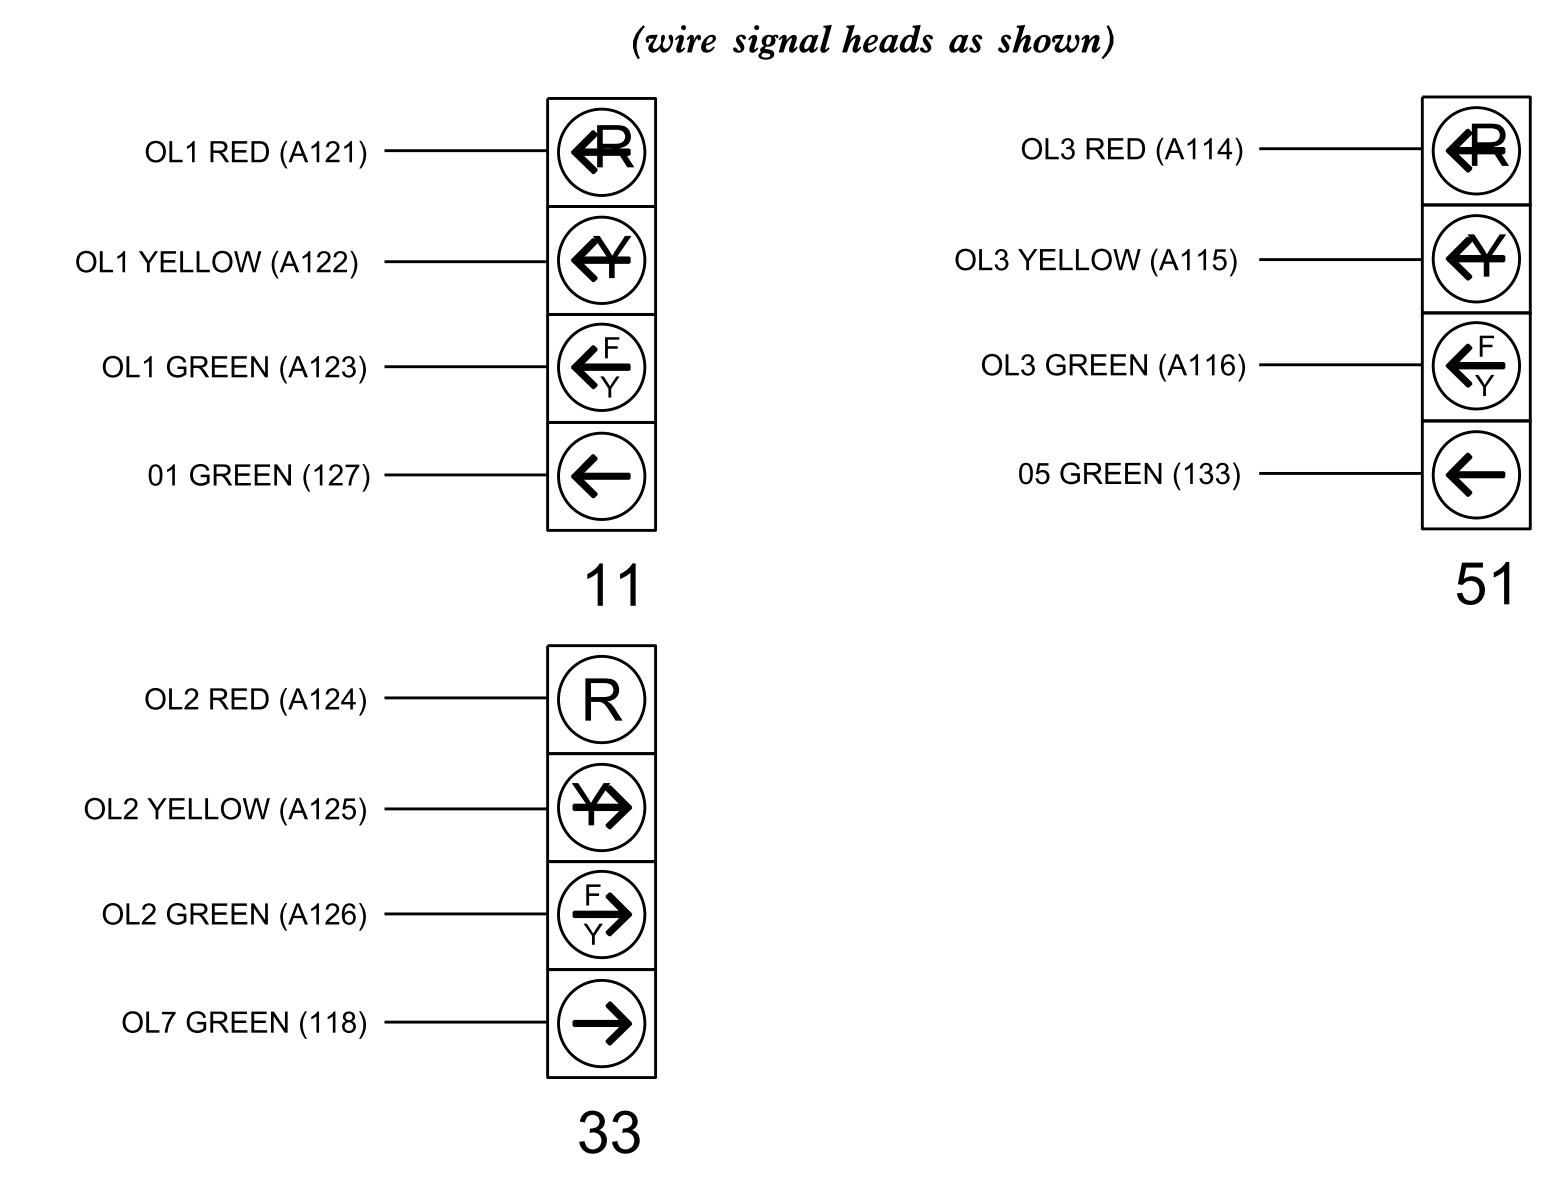 (wire signal heads as shown)
OL1 RED (A121)
R
OL1 YELLOW (A122)
Y
OL1 GREEN (A123)
F
Y
01 GREEN (127)
11
OL3 RED (A114)
R
OL3 YELLOW (A115)
Y
OL3 GREEN (A116)
F
Y
05 GREEN (133)
51
OL2 RED (A124)
R
OL2 YELLOW (A125)
Y
OL2 GREEN (A126)
F
Y
OL7 GREEN (118)
33